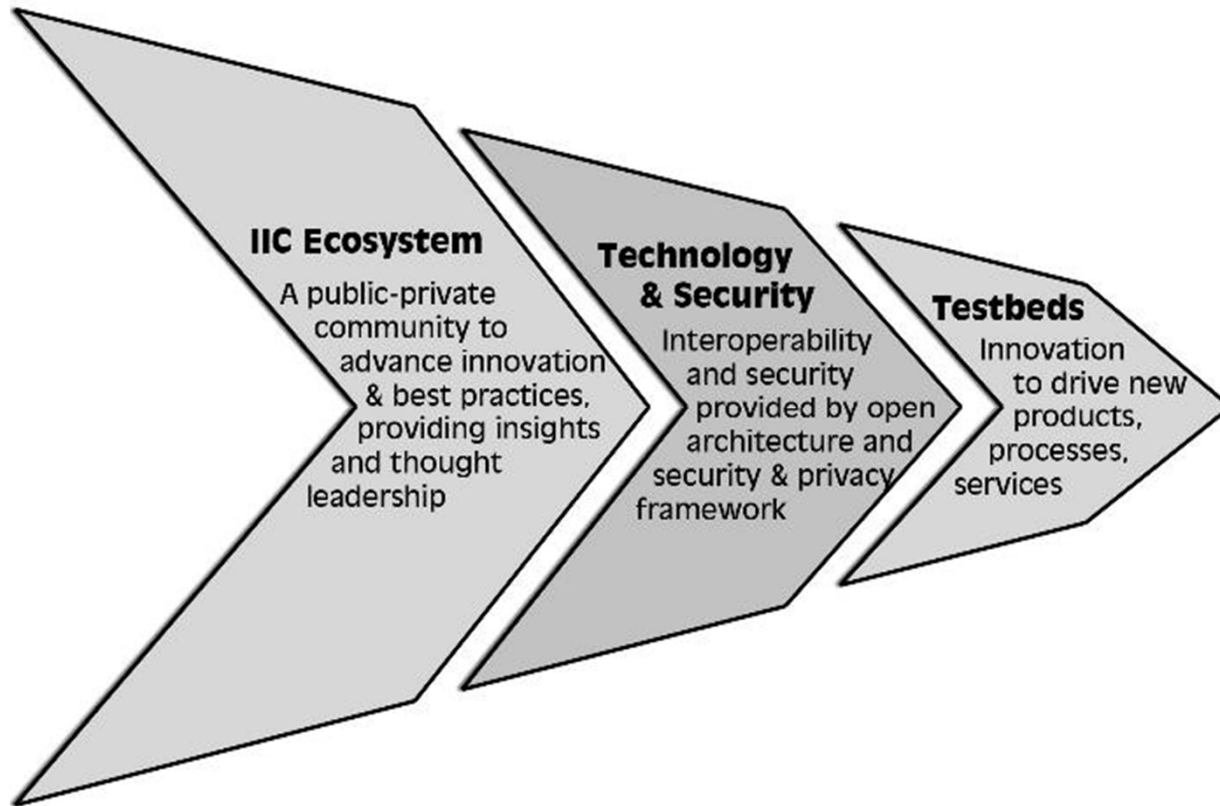 IIC Ecosystem
A public-private
community to
advance innovation
& best practices,
providing insights
and thought
leadership
Technology
& Security
Interoperability
and security
provided by open
architecture and
security & privacy
framework
Testbeds
Innovation
to drive new
products,
processes,
services